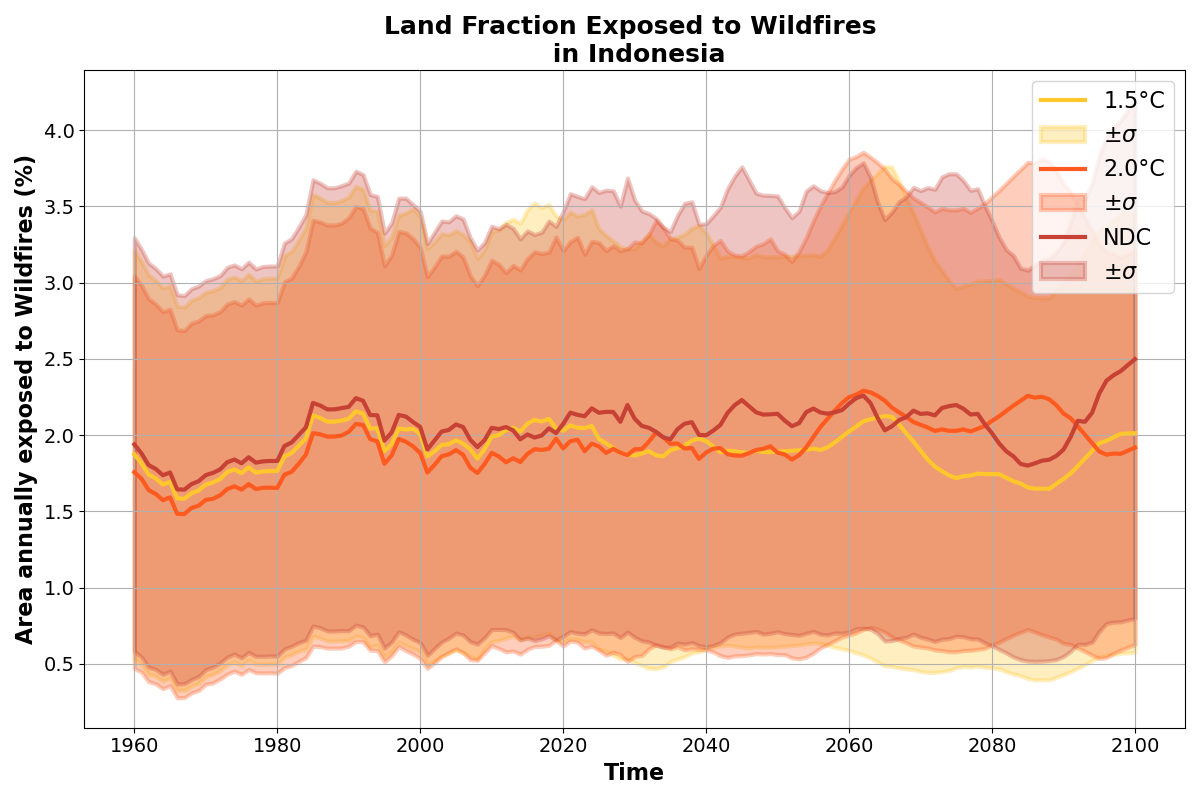 Land Fraction Exposed to Wildfires
in Indonesia
Area annually exposed to Wildfires (%)
4.0
3.5
3.0
2.5
2.0
1.5
1.0
0.5
1.5°C
±σ
2.0°C
±σ
NDC
±σ
1960 1980 2000 2020 2040 2060 2080 2100
Time